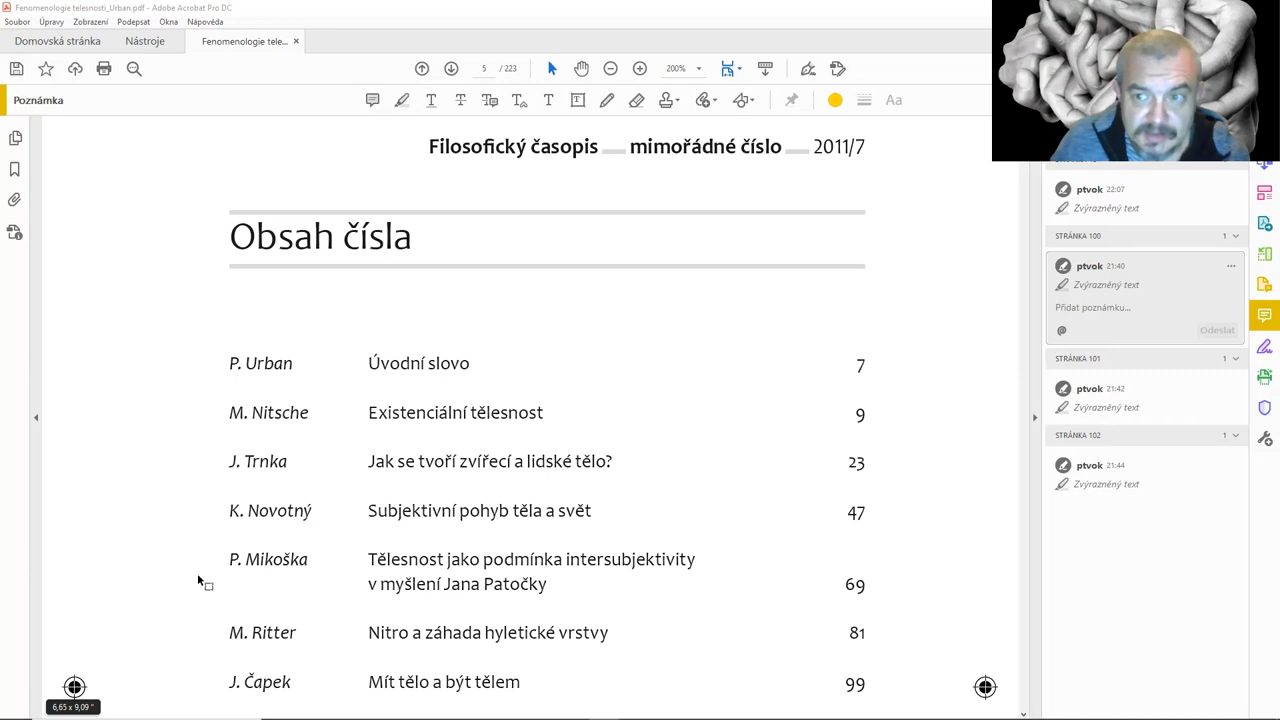 Fenomenologie telesnosti_Urban.pdf - Adobe Acrobat Pro DC
Soubor Úpravy Zobrazení Podepsat Okna Nápověda
Domovská stránka Nástroje Fenomenologie tele... ×
5 / 223 200%
Poznámka
Aa
Filosofický časopis mimořádné číslo 2011/7
Obsah čísla
P. Urban Úvodní slovo 7
M. Nitsche Existenciální tělesnost 9
J. Trnka Jak se tvoří zvířecí a lidské tělo? 23
K. Novotný Subjektivní pohyb těla a svět 47
P. Mikoška Tělesnost jako podmínka intersubjektivity
v myšlení Jana Patočky 69
M. Ritter Nitro a záhada hyletické vrstvy 81
J. Čapek Mít tělo a být tělem 99
6,65 x 9,09 "
ptvok 22:07
Zvýrazněný text
STRÁNKA 100 1
ptvok 21:40
Zvýrazněný text
Přidat poznámku...
@ Odeslat
STRÁNKA 101 1
ptvok 21:42
Zvýrazněný text
STRÁNKA 102 1
ptvok 21:44
Zvýrazněný text